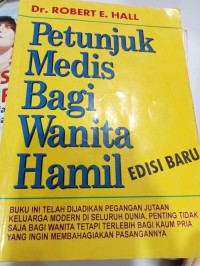 Dr. ROBERT E. HALL
Petunjuk
Medis
Bagi
Wanita
Hamil
EDISI BARU
BUKU INI TELAH DIJADIKAN PEGANGAN JUTAAN
KELUARGA MODERN DI SELURUH DUNIA. PENTING TIDAK
SAJA BAGI WANITA TETAPI TERLEBIH BAGI KAUM PRIA
YANG INGIN MEMBAHAGIAKAN PASANGANNYA